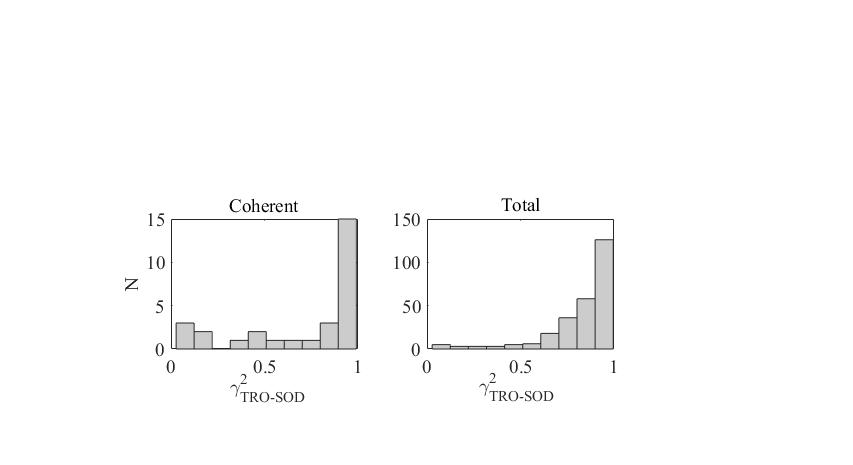 Coherent
15
10
5
0
N
0 0.5 1
γ²TRO-SOD
Total
150
100
50
0
0 0.5 1
γ²TRO-SOD